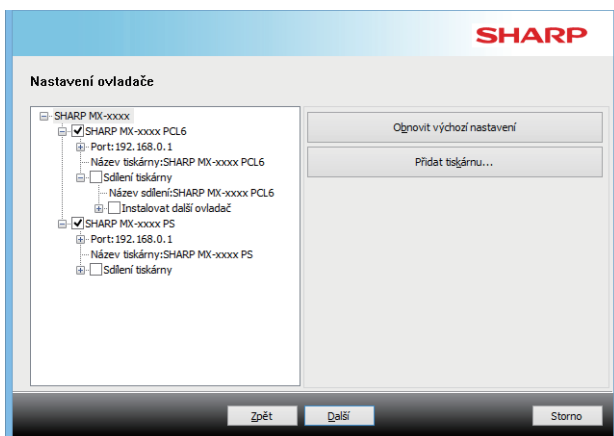 SHARP
Nastavení ovladače
SHARP MX-xxxx
SHARP MX-xxxx PCL6
Port:192.168.0.1
Název tiskárny:SHARP MX-xxxx PCL6
Sdílení tiskárny
Název sdílení:SHARP MX-xxxx PCL6
Instalovat další ovladač
SHARP MX-xxxx PS
Port:192.168.0.1
Název tiskárny:SHARP MX-xxxx PS
Sdílení tiskárny
Obnovit výchozí nastavení
Přidat tiskárnu...
Zpět
Další
Storno